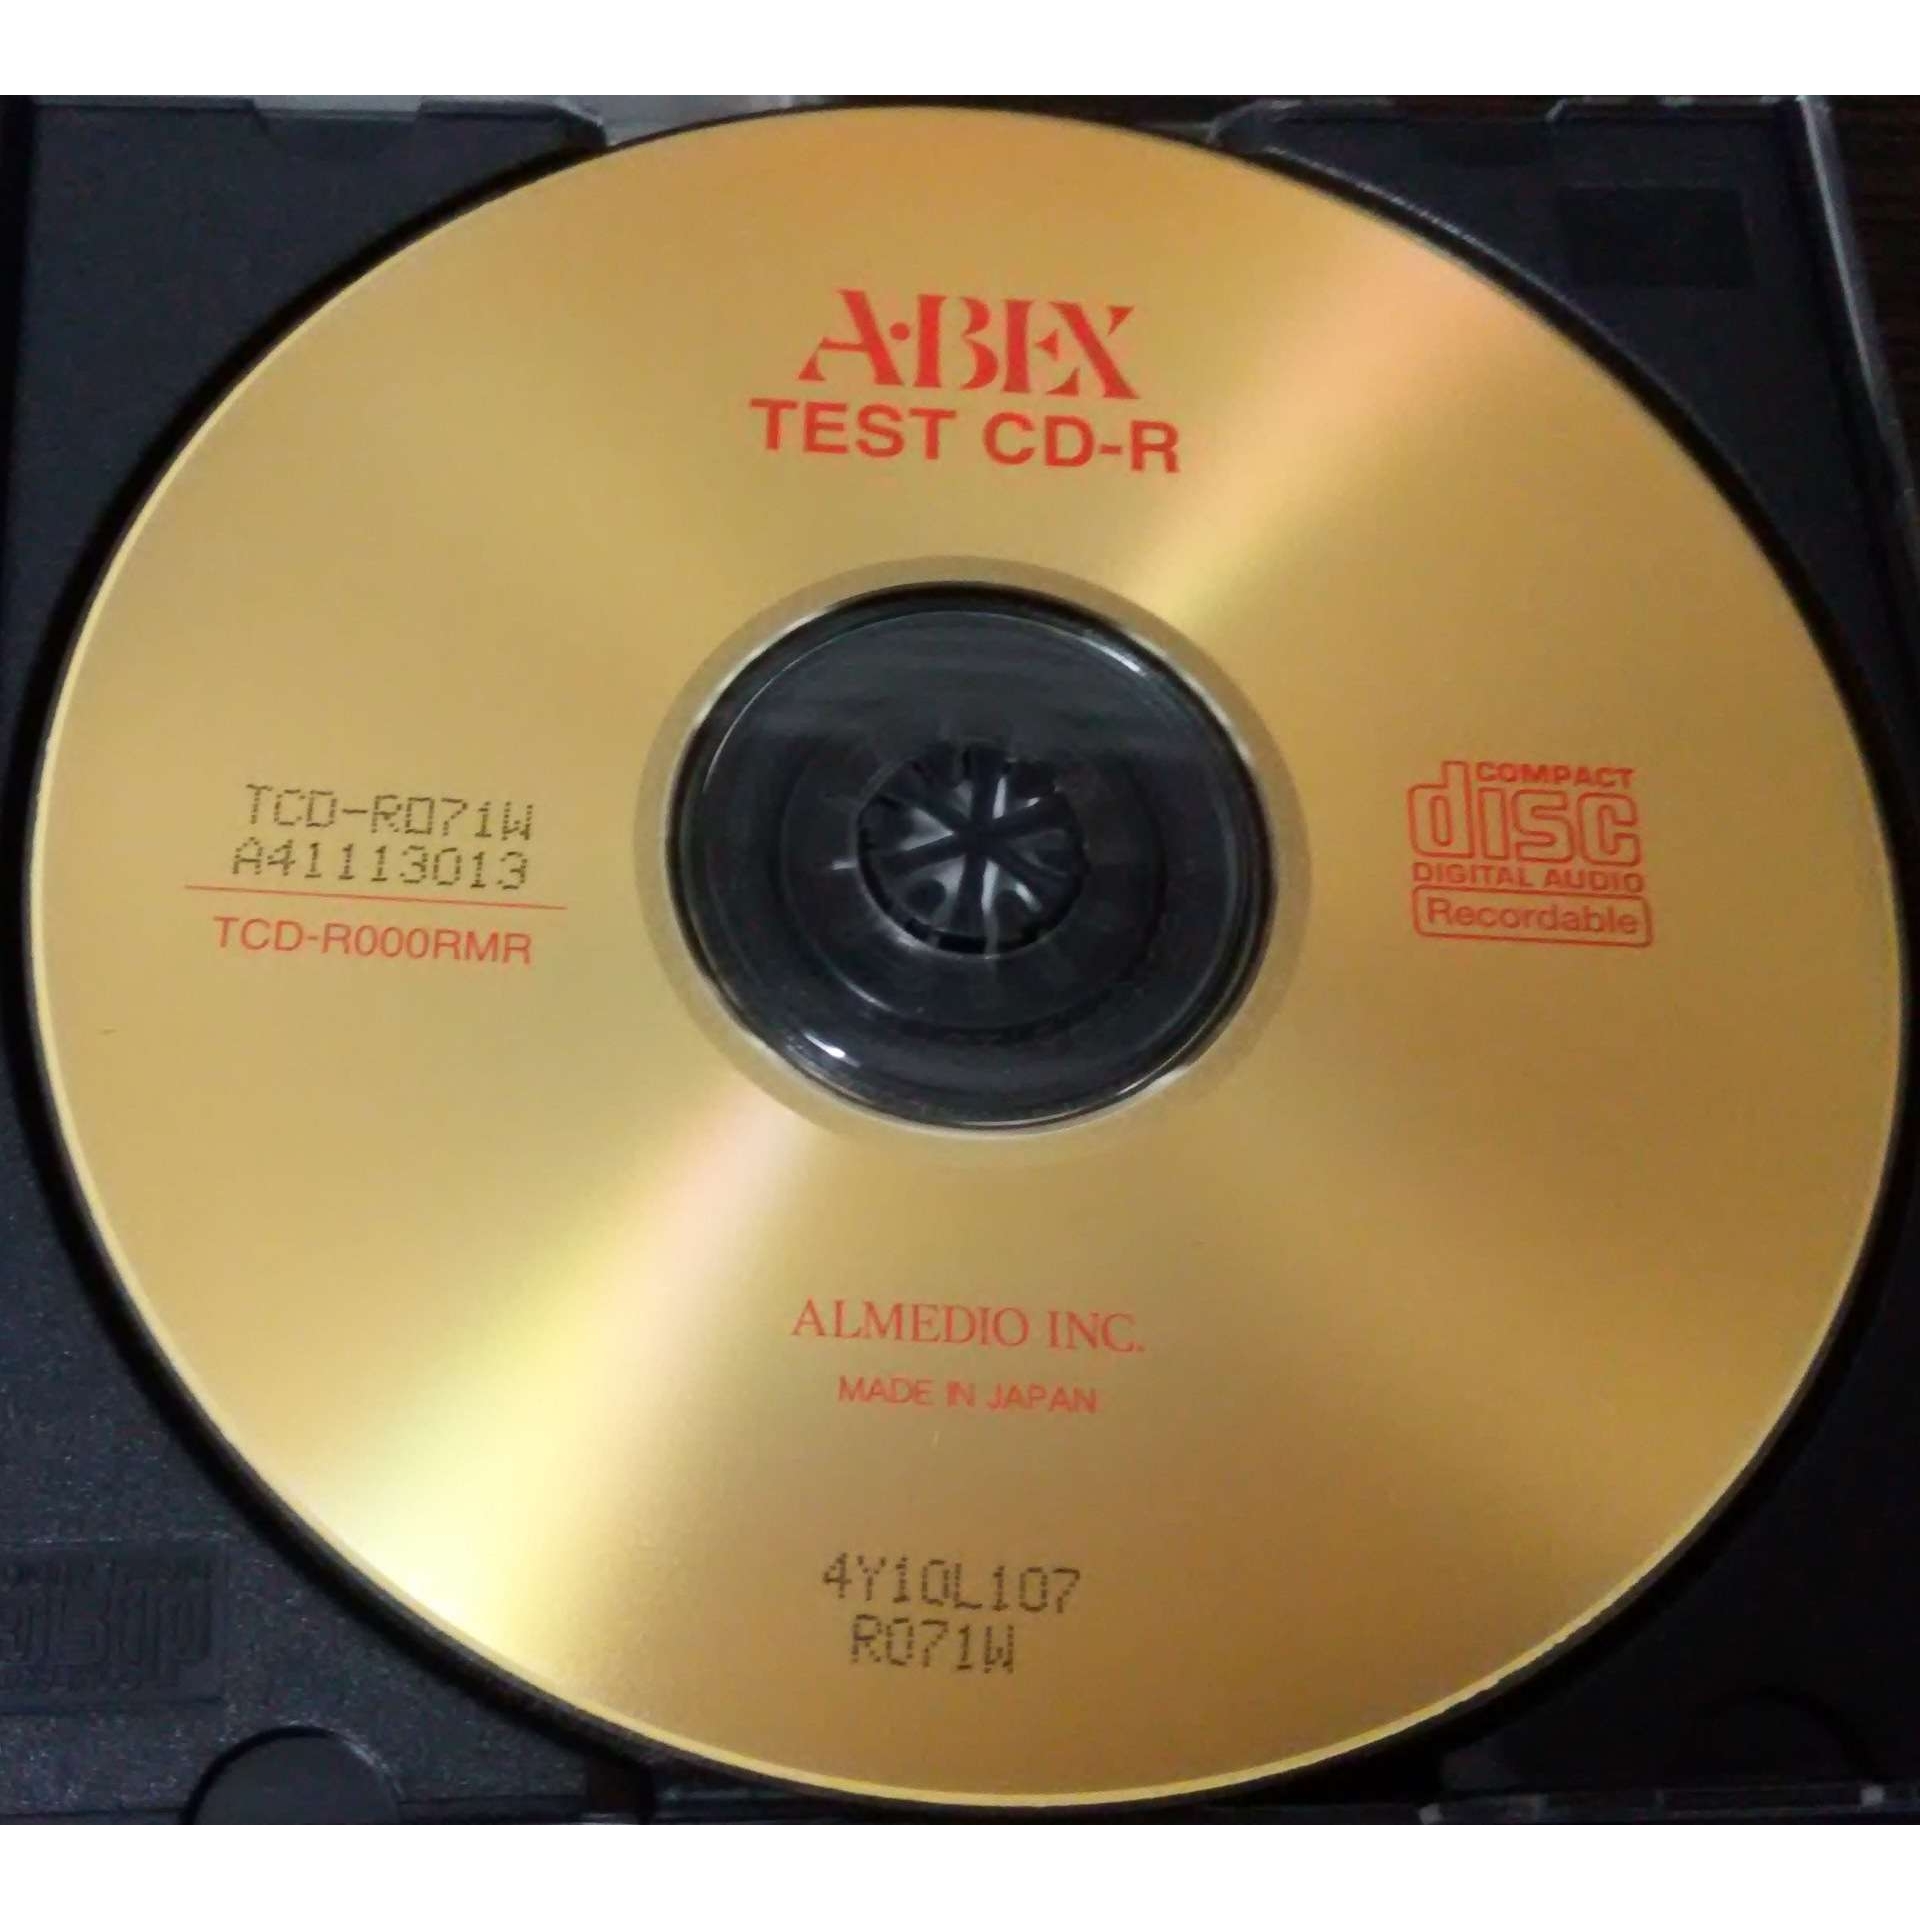 A·BEX
TEST CD-R
TCD-R071W
A41113013
TCD-R000RMR
COMPACT
disc
DIGITAL AUDIO
Recordable
ALMEDIO INC.
MADE IN JAPAN
4Y10L107
R071W